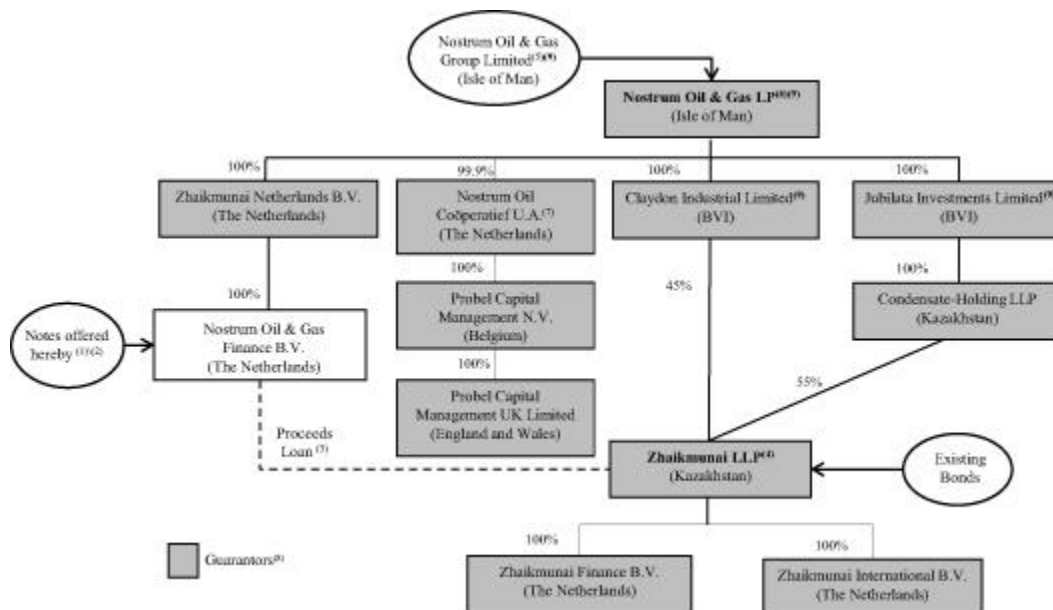 Nostrum Oil & Gas
Group Limited(5)(9)
(Isle of Man)
Nostrum Oil & Gas LP(6)(9)
(Isle of Man)
100%
99.9%
100%
100%
Zhaikmunai Netherlands B.V.
(The Netherlands)
Nostrum Oil
Coöperatief U.A.(7)
(The Netherlands)
Claydon Industrial Limited
(BVI)
Jubilata Investments Limited
(BVI)
100%
100%
45%
100%
Notes offered
hereby (1) (2)
Nostrum Oil & Gas
Finance B.V.
(The Netherlands)
Probel Capital
Management N.V.
(Belgium)
Condensate-Holding LLP
(Kazakhstan)
100%
55%
Probel Capital
Management UK Limited
(England and Wales)
Proceeds
Loan (3)
Zhaikmunai LLP(4)
(Kazakhstan)
Existing
Bonds
100%
100%
Guarantors(8)
Zhaikmunai Finance B.V.
(The Netherlands)
Zhaikmunai International B.V.
(The Netherlands)